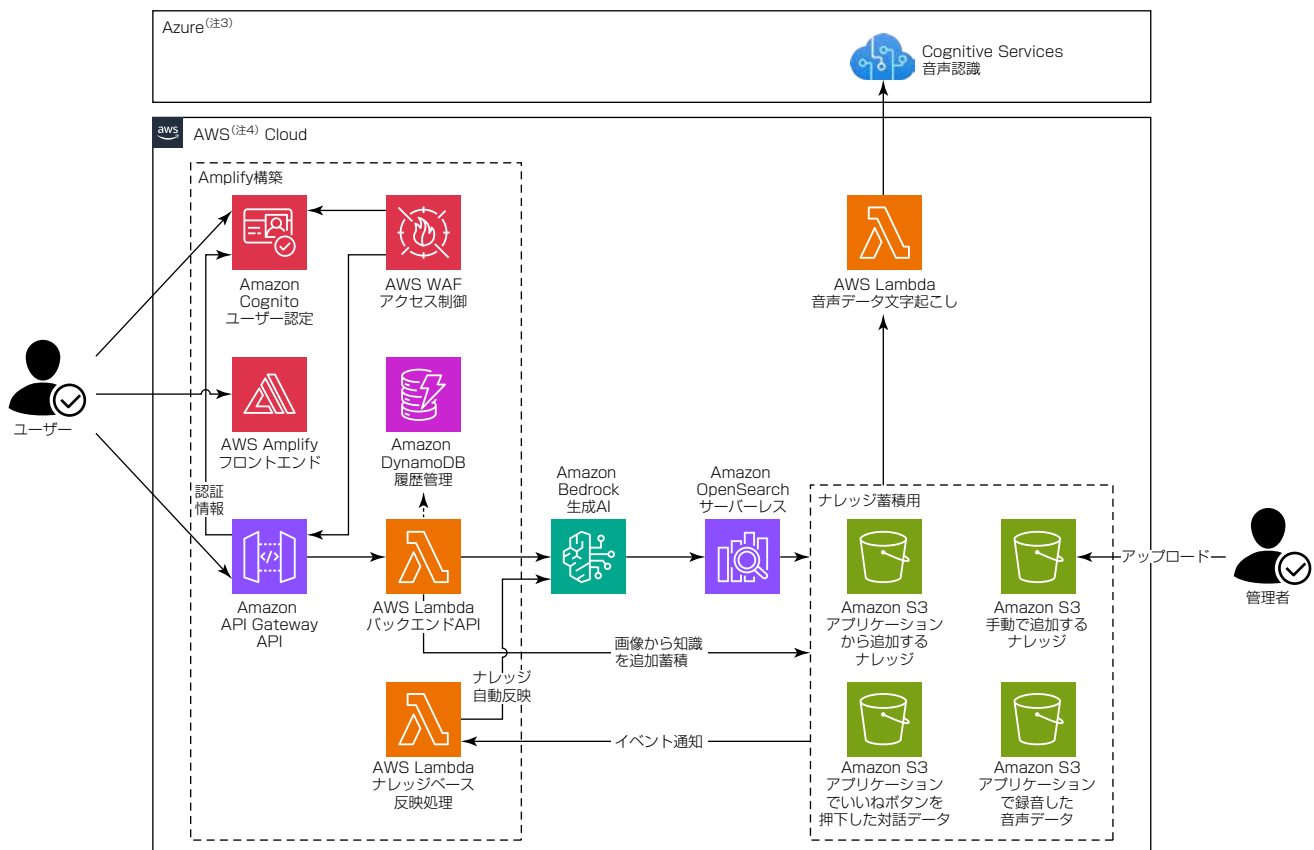 Azure(注3)
Cognitive Services
音声認識
aws
AWS(注4) Cloud
Amplify構築
Amazon
Cognito
ユーザー認定
AWS WAF
アクセス制御
AWS Lambda
音声データ文字起こし
ユーザー
AWS Amplify
フロントエンド
Amazon
DynamoDB
履歴管理
認証
情報
Amazon
Bedrock
生成AI
Amazon
OpenSearch
サーバーレス
ナレッジ蓄積用
アップロード
管理者
Amazon
API Gateway
API
AWS Lambda
バックエンドAPI
Amazon S3
アプリケーション
から追加する
ナレッジ
Amazon S3
手動で追加する
ナレッジ
画像から知識
を追加蓄積
ナレッジ
自動反映
イベント通知
AWS Lambda
ナレッジベース
反映処理
Amazon S3
アプリケーション
でいいねボタンを
押下した対話データ
Amazon S3
アプリケーション
で録音した
音声データ